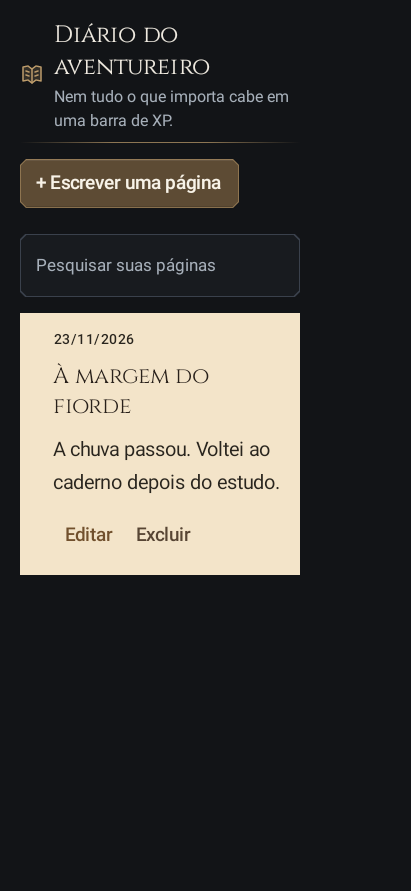 Diário do
aventureiro
Nem tudo o que importa cabe em
uma barra de XP.
+ Escrever uma página
Pesquisar suas páginas
23/11/2026
À margem do
fiorde
A chuva passou. Voltei ao
caderno depois do estudo.
Editar Excluir